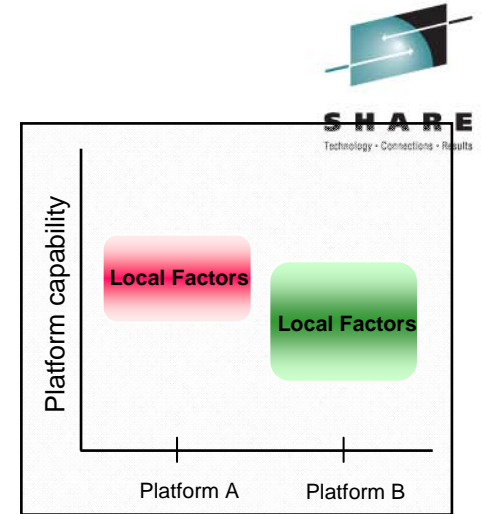 SHARE
Technology · Connections · Results
Platform capability
Local Factors
Local Factors
Platform A
Platform B